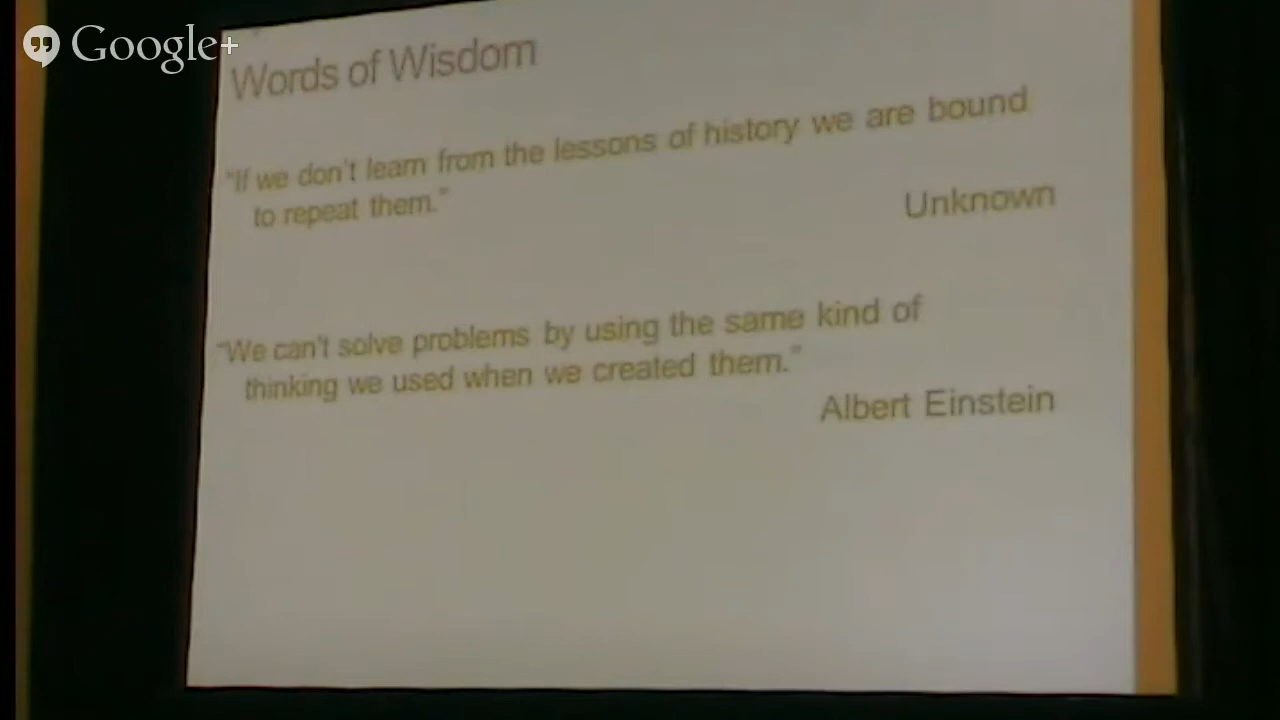 Google+
Words of Wisdom
"If we don't learn from the lessons of history we are bound
to repeat them."
Unknown
"We can't solve problems by using the same kind of
thinking we used when we created them."
Albert Einstein